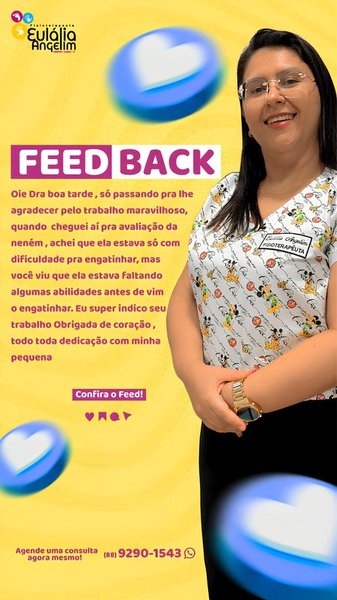 Fisioterapeuta
Eulália
Angelim
FEEDBACK
Oie Dra boa tarde , só passando pra lhe
agradecer pelo trabalho maravilhoso,
quando cheguei aí pra avaliação da
neném , achei que ela estava só com
dificuldade pra engatinhar, mas
você viu que ela estava faltando
algumas abilidades antes de vim
o engatinhar. Eu super indico seu
trabalho Obrigada de coração ,
todo toda dedicação com minha
pequena
Confira o Feed!
Eulália Angelim
FISIOTERAPEUTA
Agende uma consulta
agora mesmo!
(88) 9290-1543